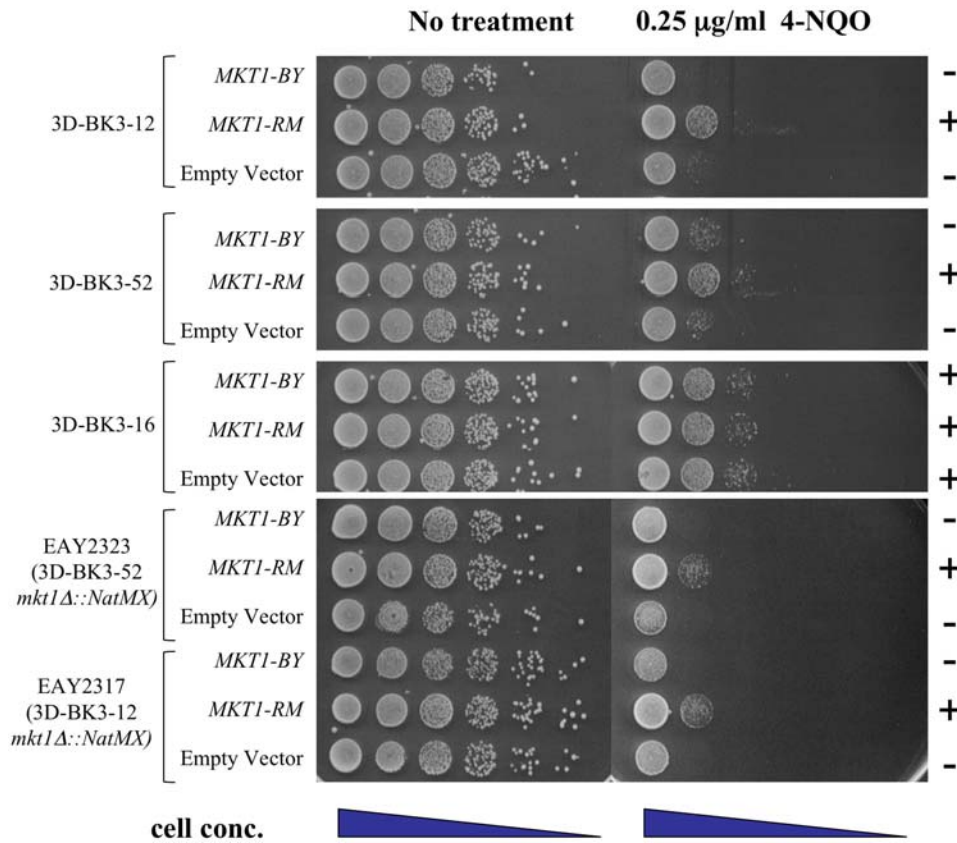 No treatment 0.25 μg/ml 4-NQO
MKT1-BY -
3D-BK3-12 MKT1-RM +
Empty Vector -
MKT1-BY -
3D-BK3-52 MKT1-RM +
Empty Vector -
MKT1-BY +
3D-BK3-16 MKT1-RM +
Empty Vector +
MKT1-BY -
EAY2323
(3D-BK3-52 MKT1-RM +
mkt1Δ::NatMX)
Empty Vector -
MKT1-BY -
EAY2317
(3D-BK3-12 MKT1-RM +
mkt1Δ::NatMX)
Empty Vector -
cell conc.